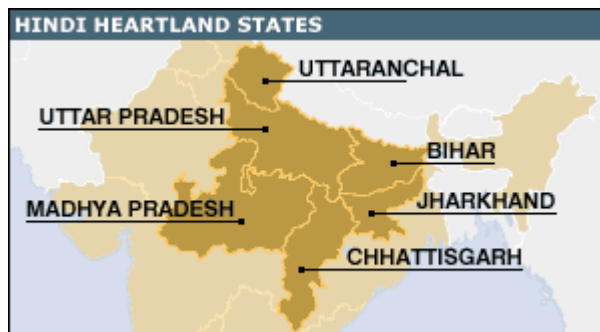 HINDI HEARTLAND STATES
UTTARANCHAL
UTTAR PRADESH
BIHAR
MADHYA PRADESH
JHARKHAND
CHHATTISGARH